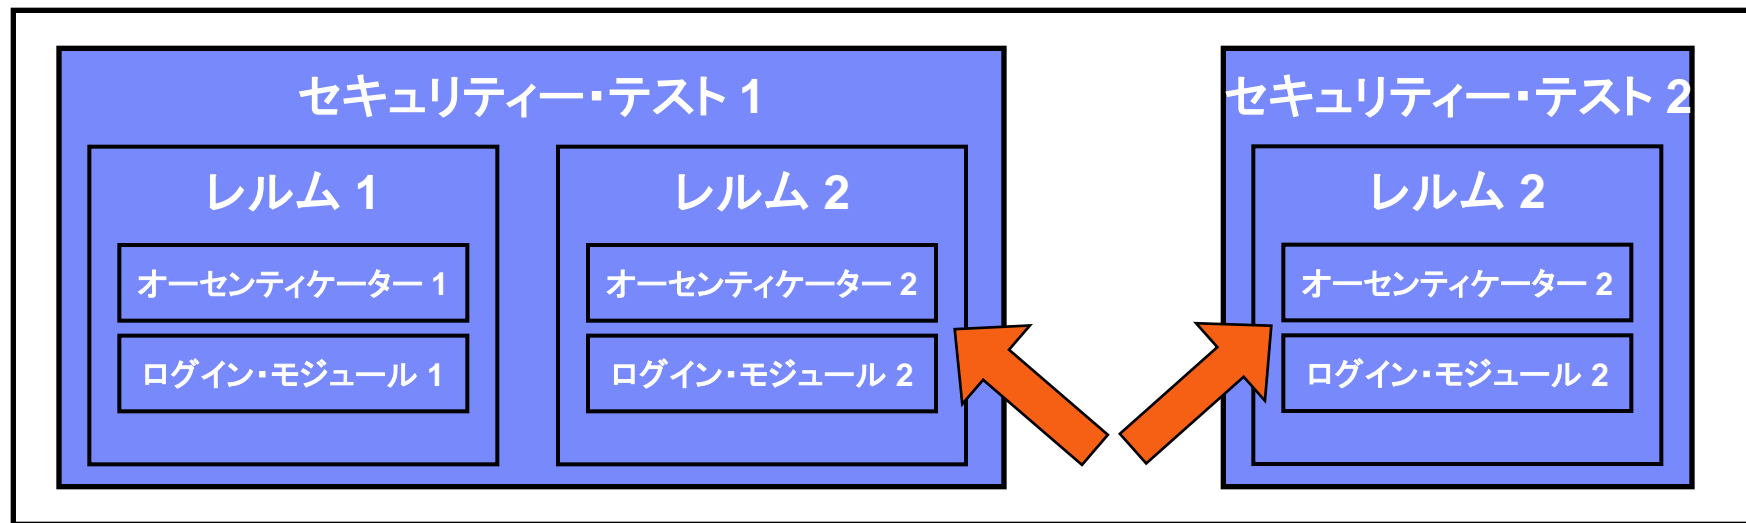 セキュリティー・テスト 1
レルム 1
オーセンティケーター 1
ログイン・モジュール 1
レルム 2
オーセンティケーター 2
ログイン・モジュール 2
セキュリティー・テスト 2
レルム 2
オーセンティケーター 2
ログイン・モジュール 2